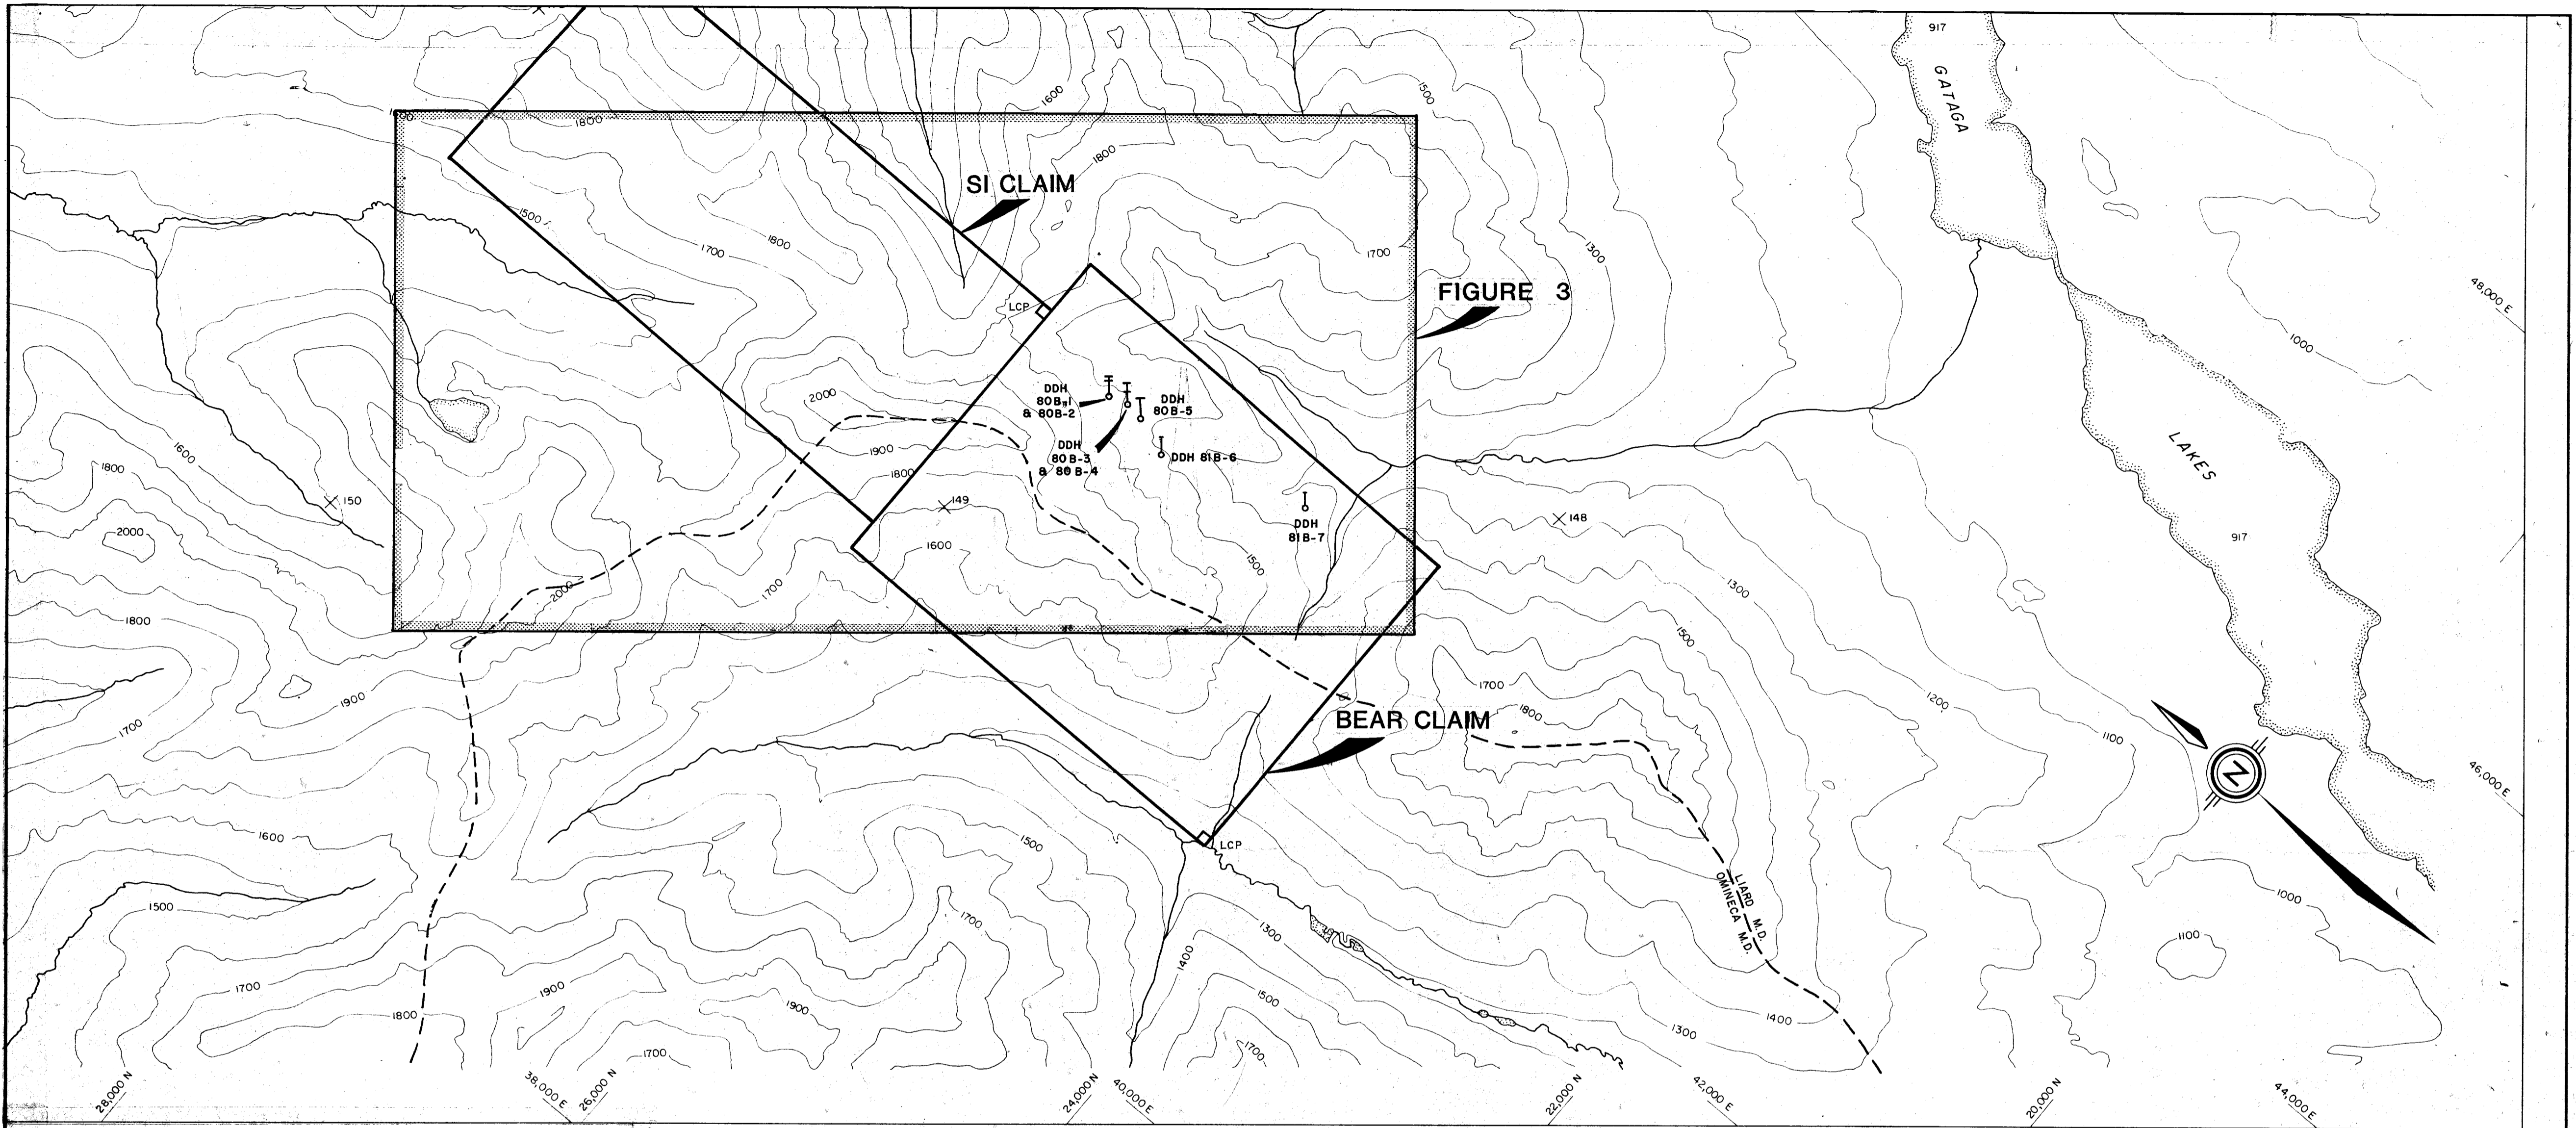 917
GATAGA
1600
1500
1800
1800
SI CLAIM
1500
1700
1800
1700
1300
48,000 E
FIGURE 3
LCP
1000
2000
DDH
80B-1
& 80B-2
DDH
80B-5
LAKES
1600
1800
1900
1800
DDH
80B-3
& 80B-4
DDH 81B-6
150
149
148
2000
1600
DDH
81B-7
917
1500
1300
2000
1700
1800
1500
1700
1200
1900
1800
BEAR CLAIM
1700
1100
N
46,000 E
1600
1500
LCP
LIARD M.D.
OMINECA M.D.
1000
1500
1700
1300
1100
1400
1700
1900
1900
1500
1800
1300
1400
1700
1700
28,000 N
38,000 E
26,000 N
24,000 N
40,000 E
22,000 N
42,000 E
20,000 N
44,000 E